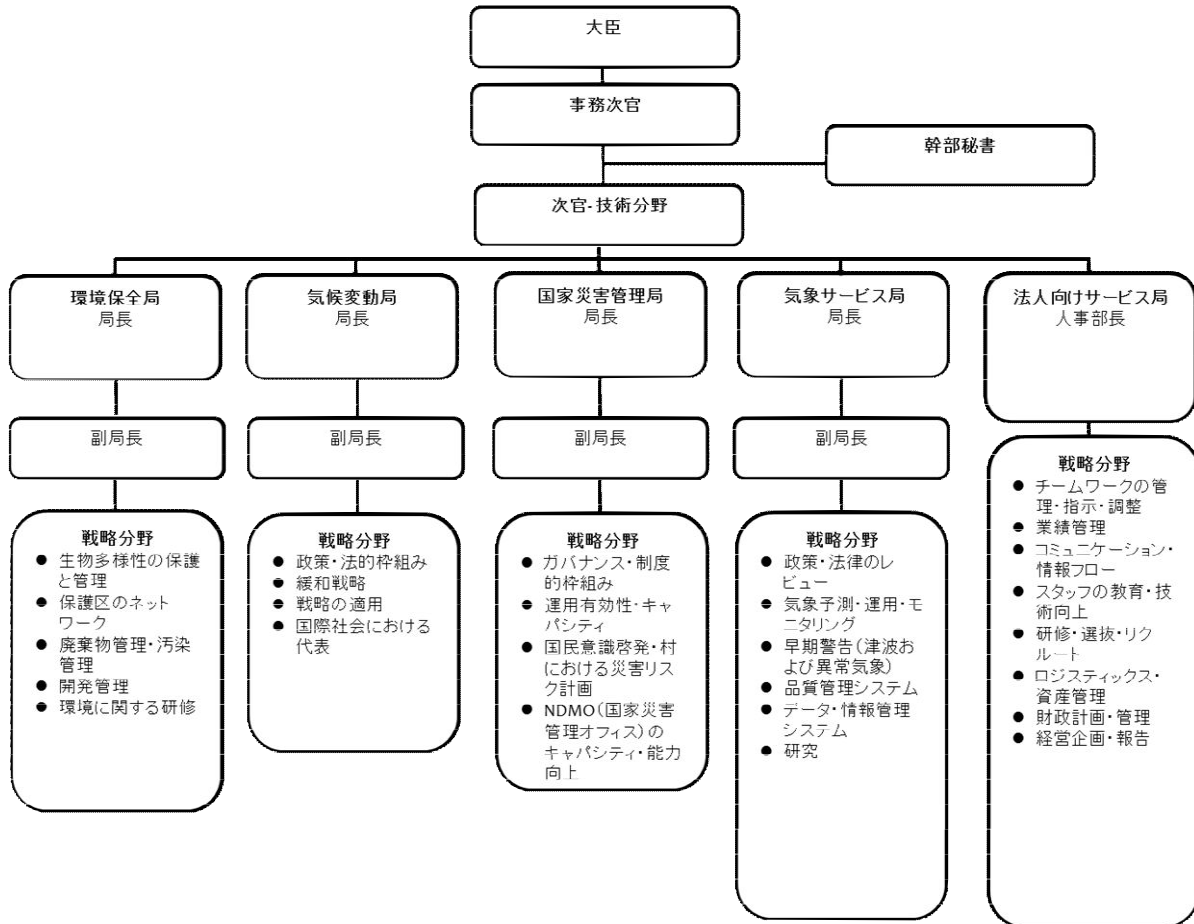 大臣
事務次官
幹部秘書
次官-技術分野
環境保全局
局長
気候変動局
局長
国家災害管理局
局長
気象サービス局
局長
法人向けサービス局
人事部長
副局長
副局長
副局長
副局長
戦略分野
● 生物多様性の保護
と管理
● 保護区のネット
ワーク
● 廃棄物管理・汚染
管理
● 開発管理
● 環境に関する研修
戦略分野
● 政策・法的枠組み
● 緩和戦略
● 戦略の適用
● 国際社会における
代表
戦略分野
● ガバナンス・制度
的枠組み
● 運用有効性・キャ
パシティ
● 国民意識啓発・村
における災害リス
ク計画
● NDMO(国家災害
管理オフィス)の
キャパシティ・能力
向上
戦略分野
● 政策・法律のレ
ビュー
● 気象予測・運用・モ
ニタリング
● 早期警告(津波お
よび異常気象)
● 品質管理システム
● データ・情報管理
システム
● 研究
戦略分野
● チームワークの管
理・指示・調整
● 業績管理
● コミュニケーション・
情報フロー
● スタッフの教育・技
術向上
● 研修・選抜・リク
ルート
● ロジスティックス・
資産管理
● 財政計画・管理
● 経営企画・報告